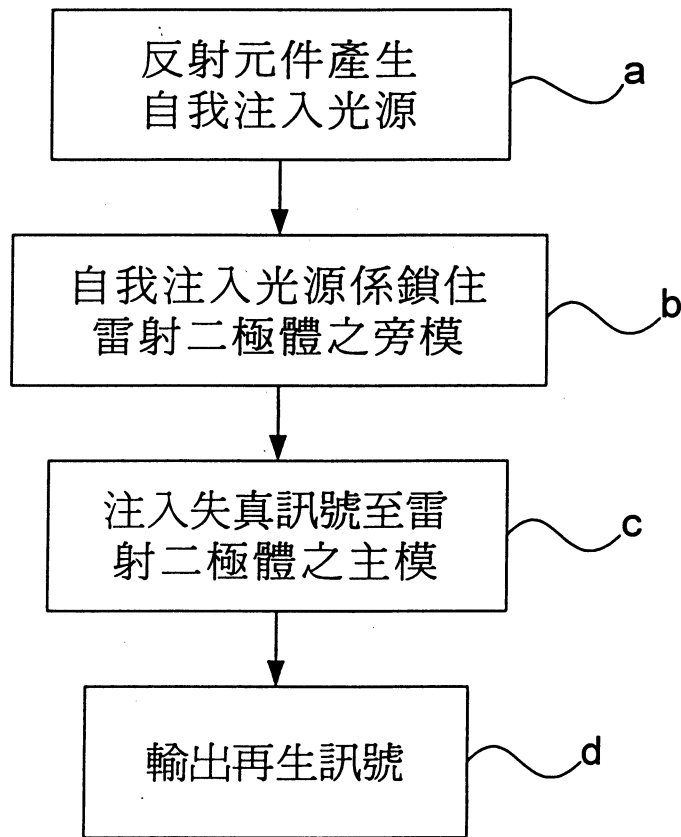 反射元件產生
自我注入光源
a
自我注入光源係鎖住
雷射二極體之旁模
b
注入失真訊號至雷
射二極體之主模
c
輸出再生訊號
d